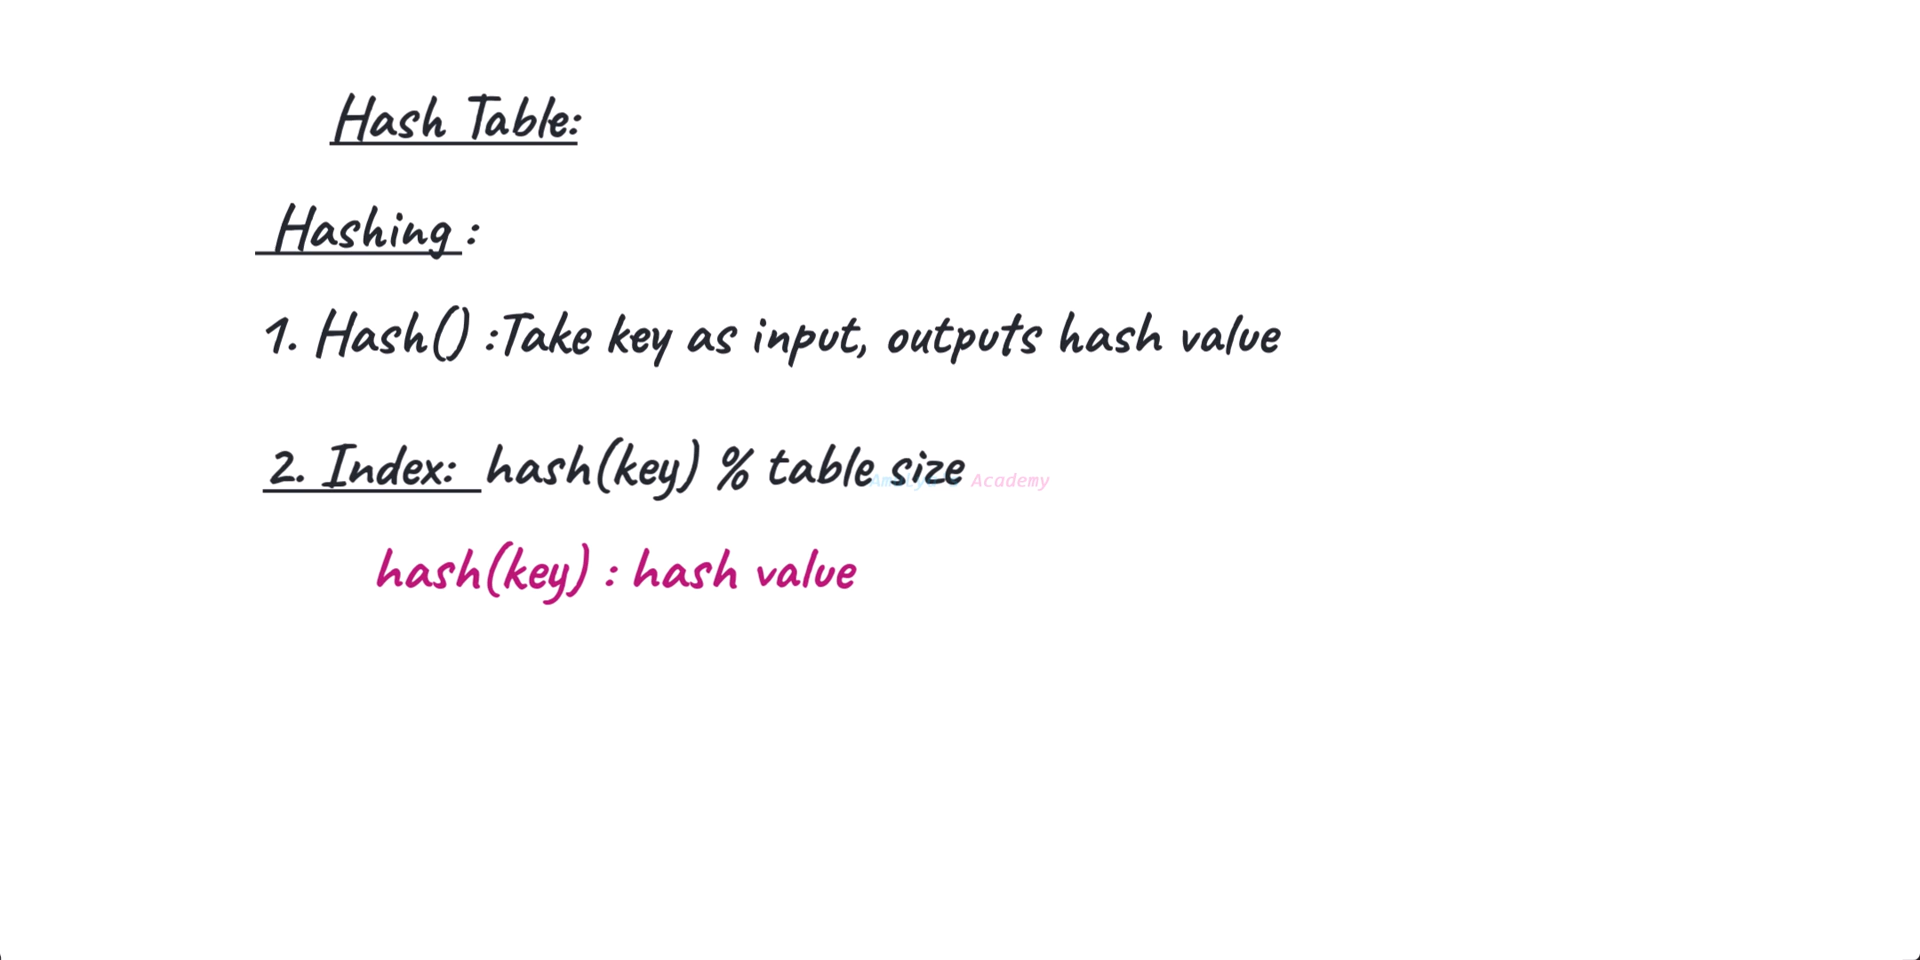 Hash Table:
Hashing :
1. Hash() :Take key as input, outputs hash value
2. Index: hash(key) % table size
Academy
hash(key) : hash value